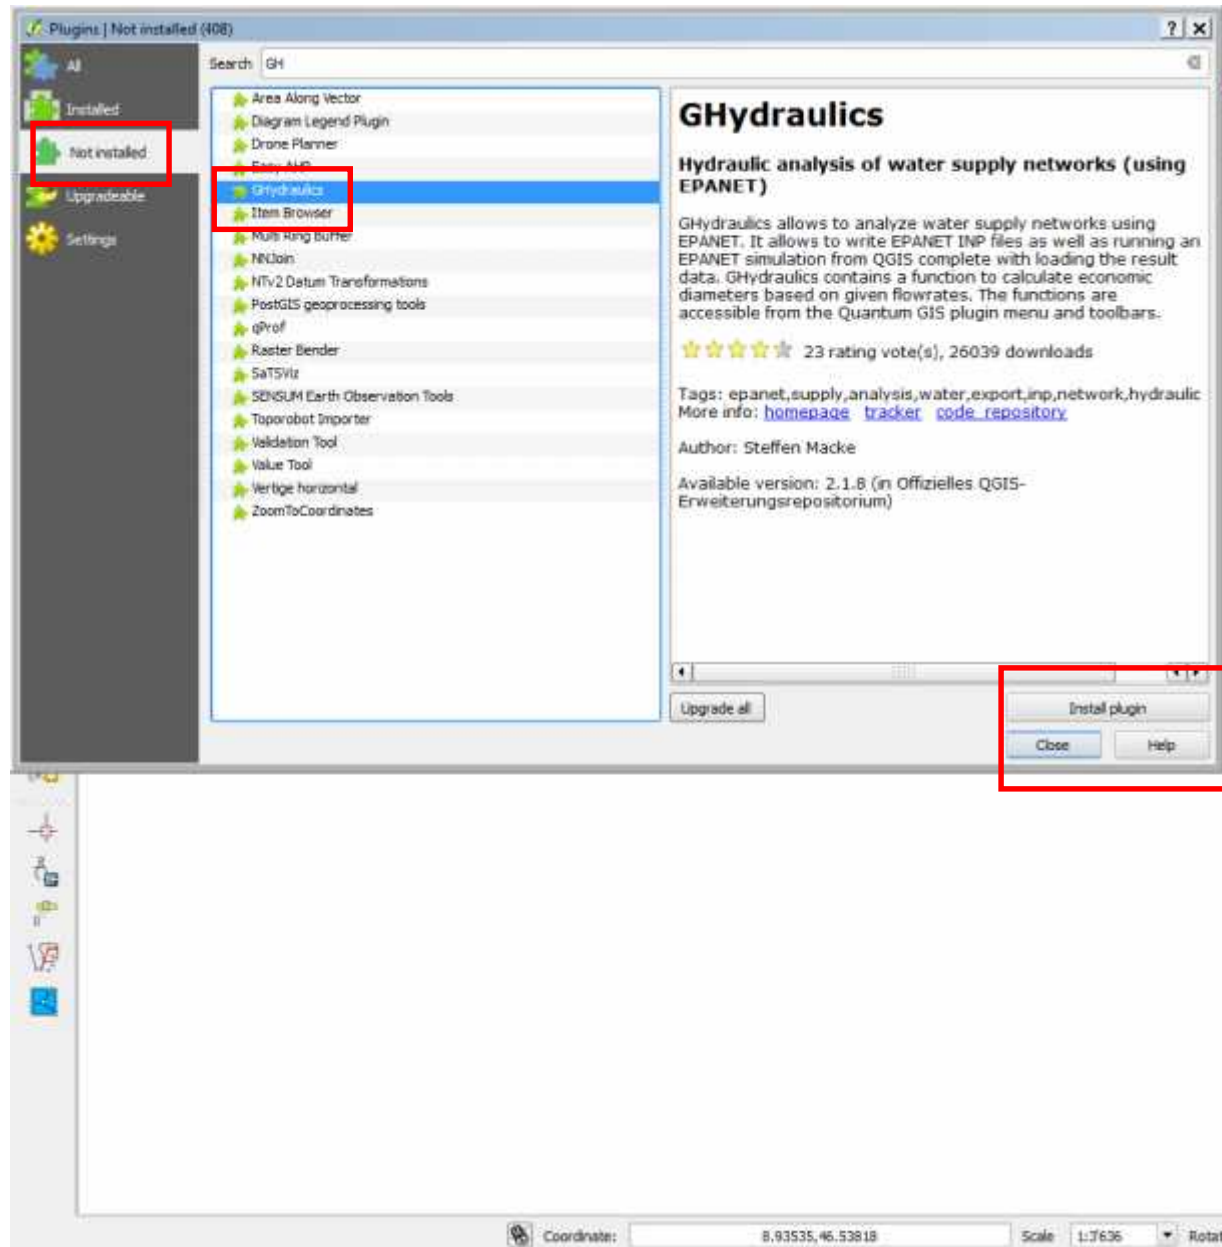 Plugins | Not installed (408)
All
Installed
Not installed
Upgradeable
Settings
Search GH
Area Along Vector
Diagram Legend Plugin
Drone Planner
Easy AHP
GHydraulics
Item Browser
Multi Ring Buffer
NNJoin
NTv2 Datum Transformations
PostGIS geoprocessing tools
qProf
Raster Bender
SaTSViz
SENSUM Earth Observation Tools
Toporobot Importer
Validation Tool
Value Tool
Vertige horizontal
ZoomToCoordinates
GHydraulics
Hydraulic analysis of water supply networks (using
EPANET)
GHydraulics allows to analyze water supply networks using
EPANET. It allows to write EPANET INP files as well as running an
EPANET simulation from QGIS complete with loading the result
data. GHydraulics contains a function to calculate economic
diameters based on given flowrates. The functions are
accessible from the Quantum GIS plugin menu and toolbars.
23 rating vote(s), 26039 downloads
Tags: epanet,supply,analysis,water,export,inp,network,hydraulic
More info: homepage tracker code repository
Author: Steffen Macke
Available version: 2.1.8 (in Offizielles QGIS-
Erweiterungsrepositorium)
Upgrade all
Install plugin
Close
Help
Coordinate: 8.93535,46.53818 Scale Rotat